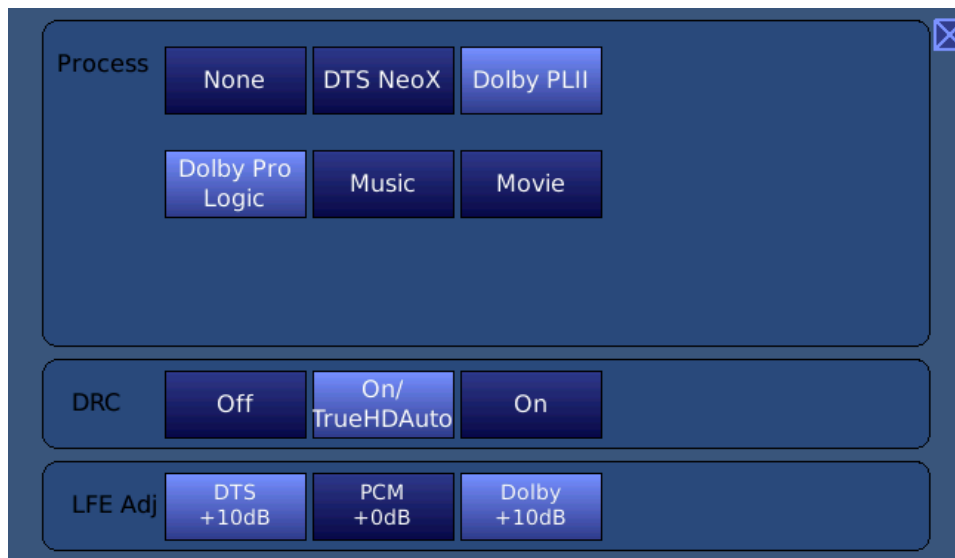 Process
None
DTS NeoX
Dolby PLII
Dolby Pro
Logic
Music
Movie
DRC
Off
On/
TrueHDAuto
On
LFE Adj
DTS
+10dB
PCM
+0dB
Dolby
+10dB